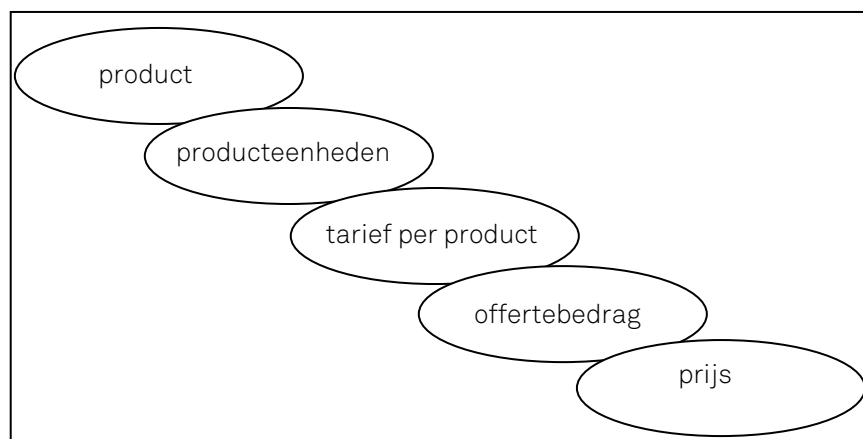 product
producteenheden
tarief per product
offertebedrag
prijs